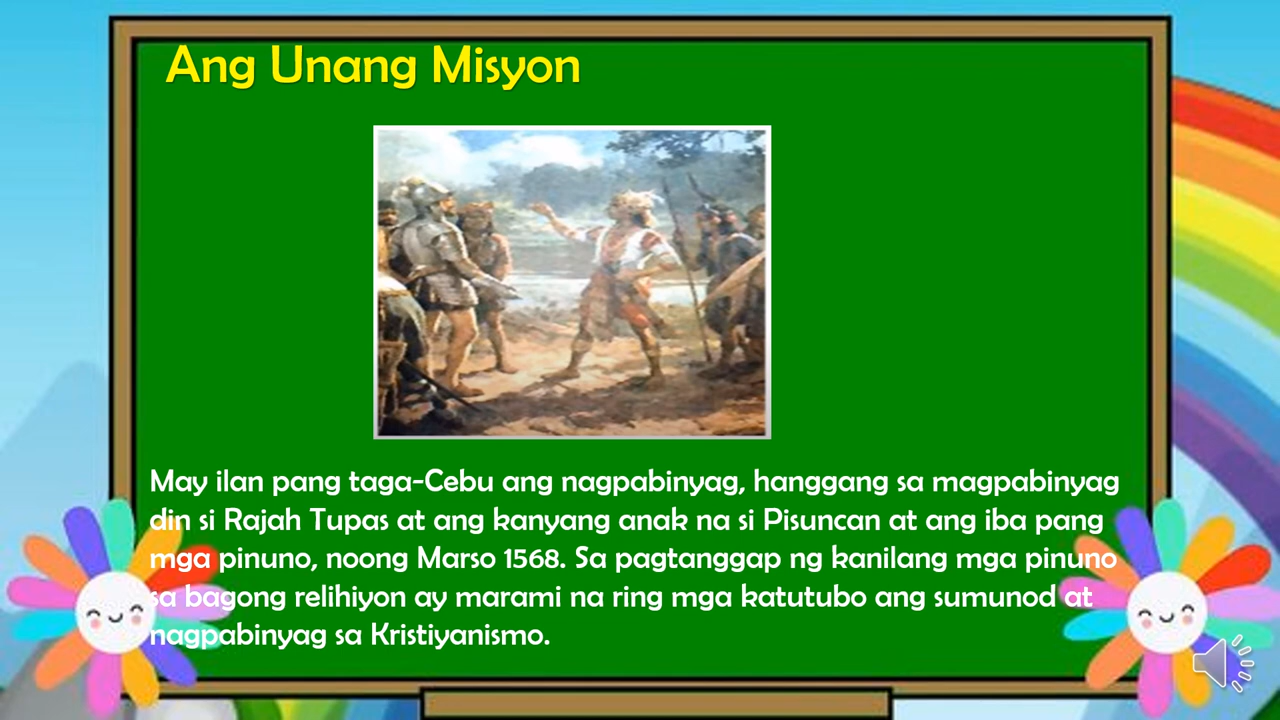 Ang Unang Misyon
May ilan pang taga-Cebu ang nagpabinyag, hanggang sa magpabinyag
din si Rajah Tupas at ang kanyang anak na si Pisuncan at ang iba pang
mga pinuno, noong Marso 1568. Sa pagtanggap ng kanilang mga pinuno
sa bagong relihiyon ay marami na ring mga katutubo ang sumunod at
nagpabinyag sa Kristiyanismo.